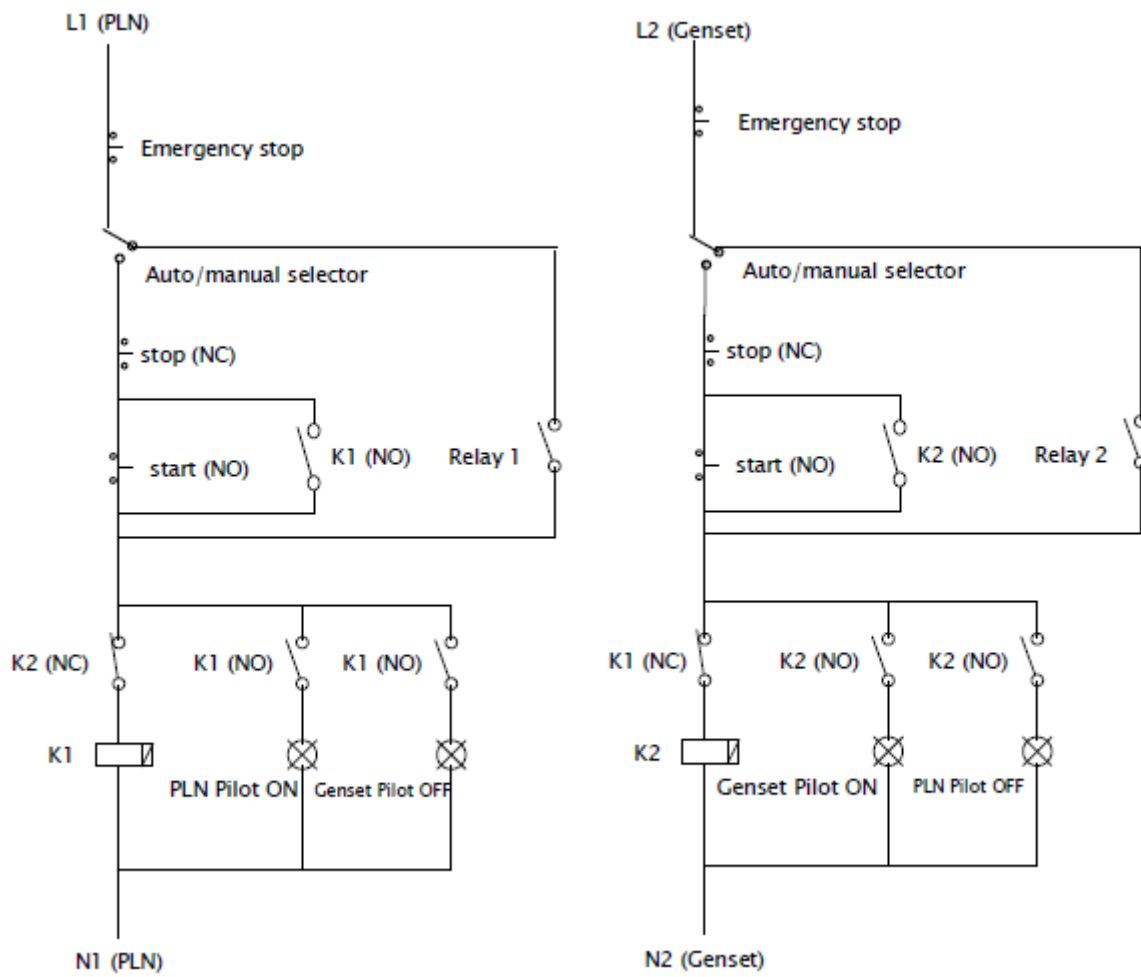 L1 (PLN)
Emergency stop
Auto/manual selector
stop (NC)
start (NO)
K1 (NO)
Relay 1
K2 (NC)
K1 (NO)
K1 (NO)
K1
PLN Pilot ON
Genset Pilot OFF
N1 (PLN)
L2 (Genset)
Emergency stop
Auto/manual selector
stop (NC)
start (NO)
K2 (NO)
Relay 2
K1 (NC)
K2 (NO)
K2 (NO)
K2
Genset Pilot ON
PLN Pilot OFF
N2 (Genset)